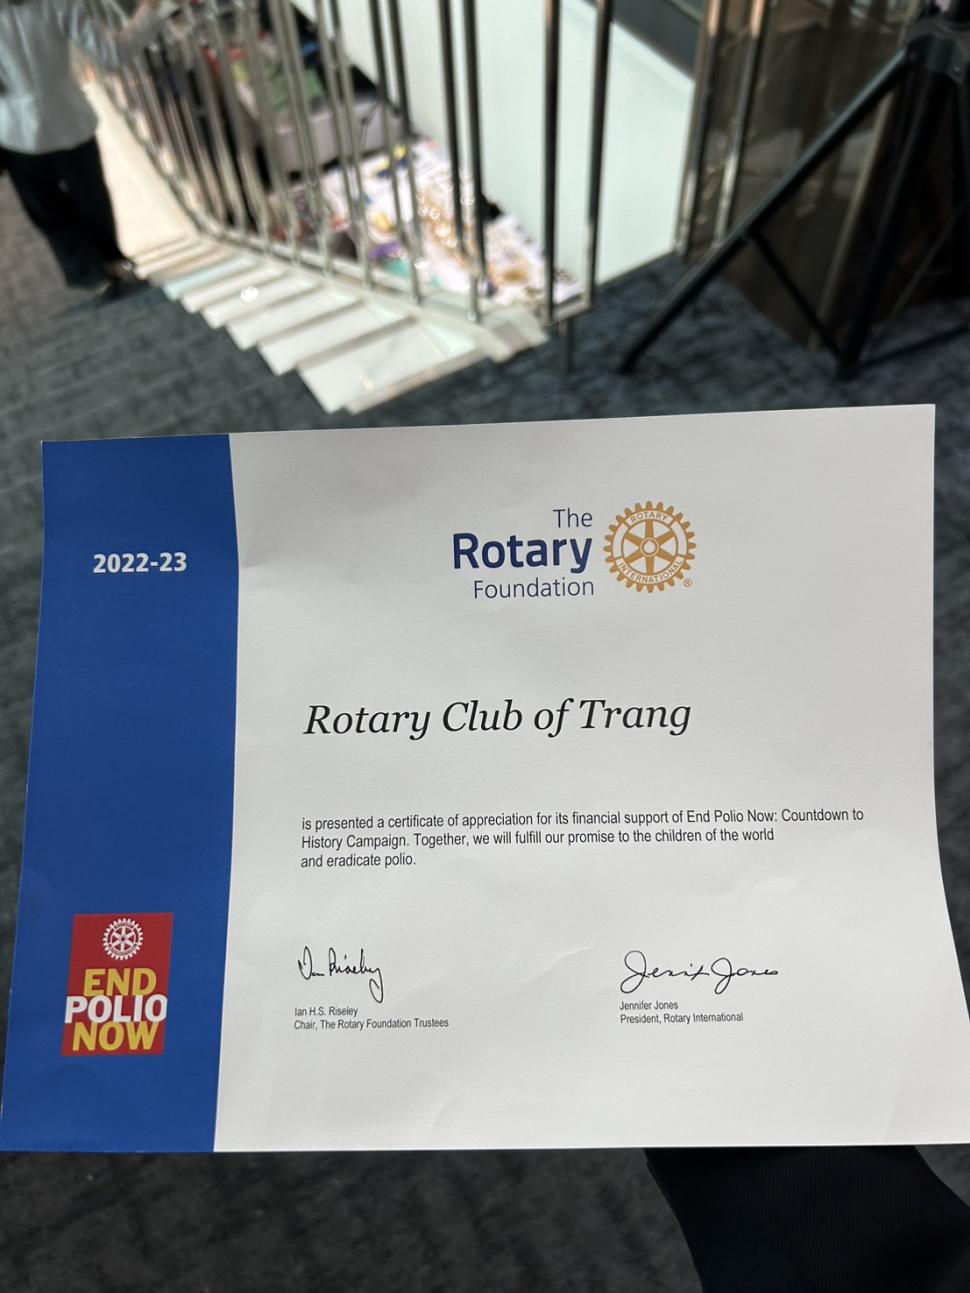 2022-23
The
Rotary
Foundation
ROTARY
INTERNATIONAL
®
Rotary Club of Trang
is presented a certificate of appreciation for its financial support of End Polio Now: Countdown to
History Campaign. Together, we will fulfill our promise to the children of the world
and eradicate polio.
Ian H.S. Riseley
Chair, The Rotary Foundation Trustees
Jennifer Jones
President, Rotary International
END
POLIO
NOW